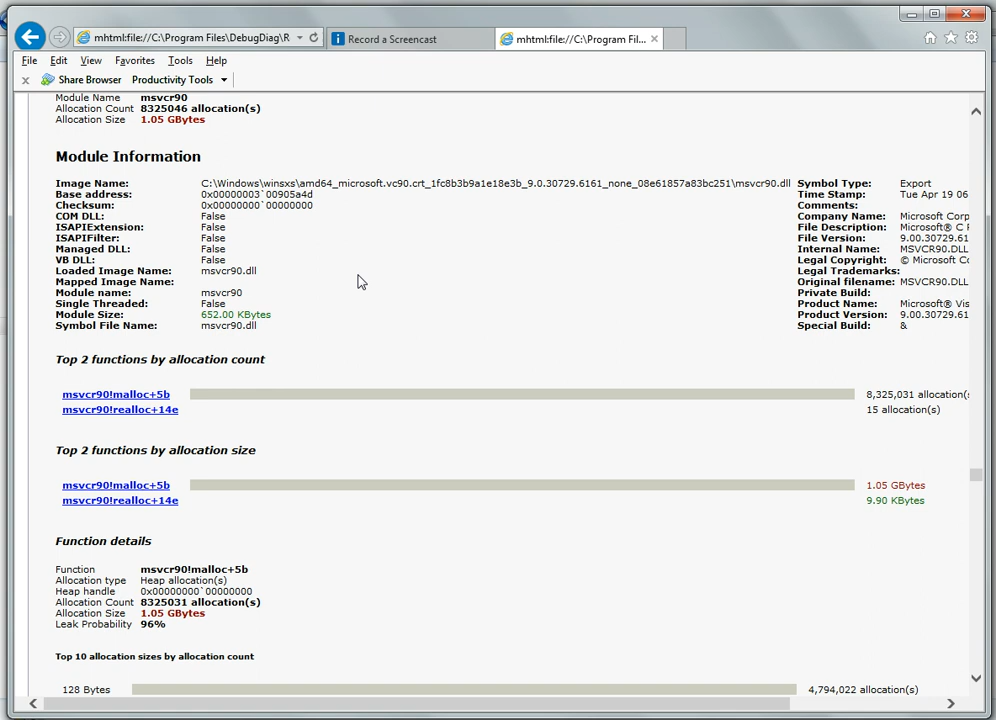 mhtml:file://C:\Program Files\DebugDiag\R
Record a Screencast
mhtml:file://C:\Program Fil...
File Edit View Favorites Tools Help
x Share Browser Productivity Tools
Module Name msvcr90
Allocation Count 8325046 allocation(s)
Allocation Size 1.05 GBytes
Module Information
Image Name: C:\Windows\winsxs\amd64_microsoft.vc90.crt_1fc8b3b9a1e18e3b_9.0.30729.6161_none_08e61857a83bc251\msvcr90.dll Symbol Type: Export
Base address: 0x00000003`00905a4d Time Stamp: Tue Apr 19 06
Checksum: 0x00000000`00000000 Comments:
COM DLL: False Company Name: Microsoft Corp
ISAPIExtension: False File Description: Microsoft® C F
ISAPIFilter: False File Version: 9.00.30729.61
Managed DLL: False Internal Name: MSVCR90.DLL
VB DLL: False Legal Copyright: © Microsoft Co
Loaded Image Name: msvcr90.dll Legal Trademarks:
Mapped Image Name: Original filename: MSVCR90.DLL
Module name: msvcr90 Private Build:
Single Threaded: False Product Name: Microsoft® Vis
Module Size: 652.00 KBytes Product Version: 9.00.30729.61
Symbol File Name: msvcr90.dll Special Build: &
Top 2 functions by allocation count
msvcr90!malloc+5b 8,325,031 allocation(s
msvcr90!realloc+14e 15 allocation(s)
Top 2 functions by allocation size
msvcr90!malloc+5b 1.05 GBytes
msvcr90!realloc+14e 9.90 KBytes
Function details
Function msvcr90!malloc+5b
Allocation type Heap allocation(s)
Heap handle 0x00000000`00000000
Allocation Count 8325031 allocation(s)
Allocation Size 1.05 GBytes
Leak Probability 96%
Top 10 allocation sizes by allocation count
128 Bytes 4,794,022 allocation(s)